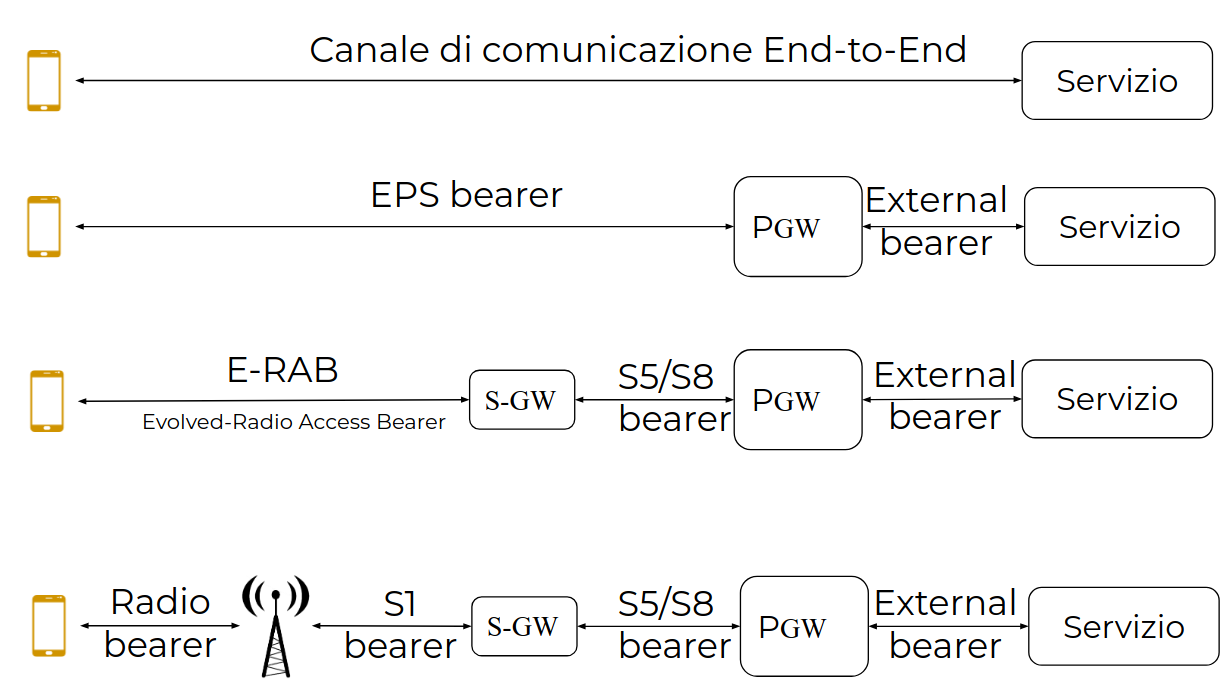 Canale di comunicazione End-to-End
Servizio
EPS bearer
PGW
External
bearer
Servizio
E-RAB
Evolved-Radio Access Bearer
S-GW
S5/S8
bearer
PGW
External
bearer
Servizio
Radio
bearer
S1
bearer
S-GW
S5/S8
bearer
PGW
External
bearer
Servizio